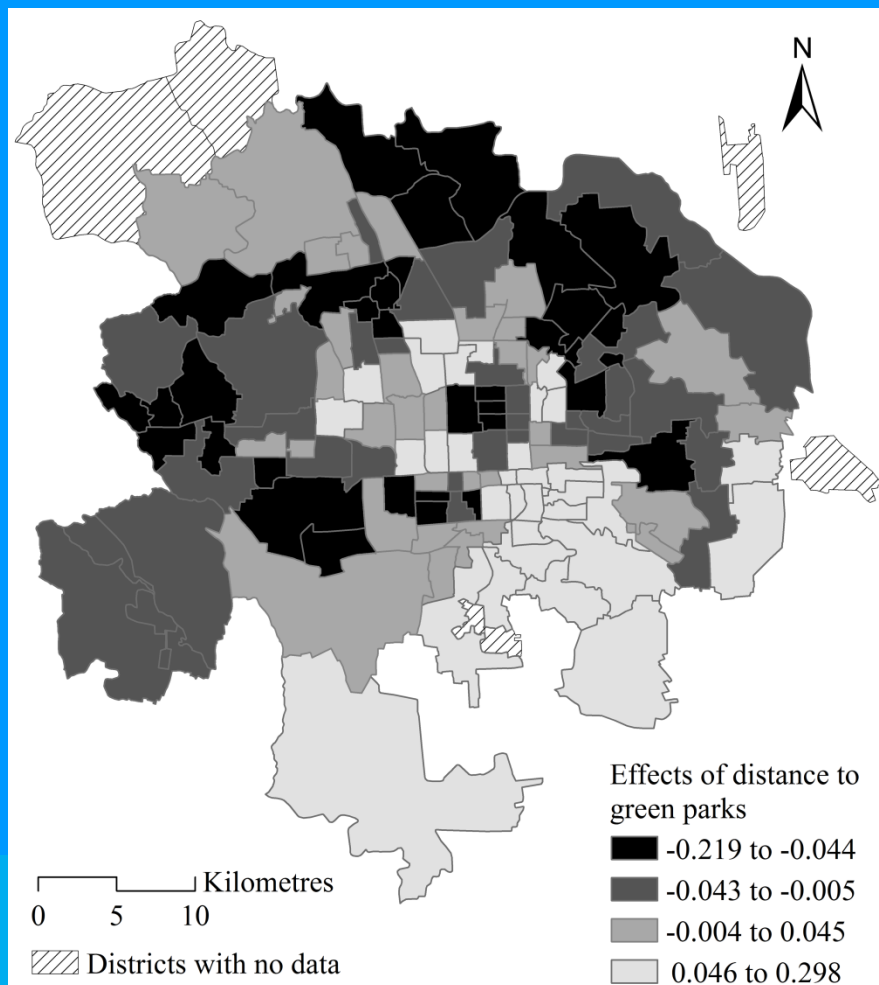 N
Effects of distance to
green parks
-0.219 to -0.044
-0.043 to -0.005
-0.004 to 0.045
0.046 to 0.298
Kilometres
0 5 10
Districts with no data